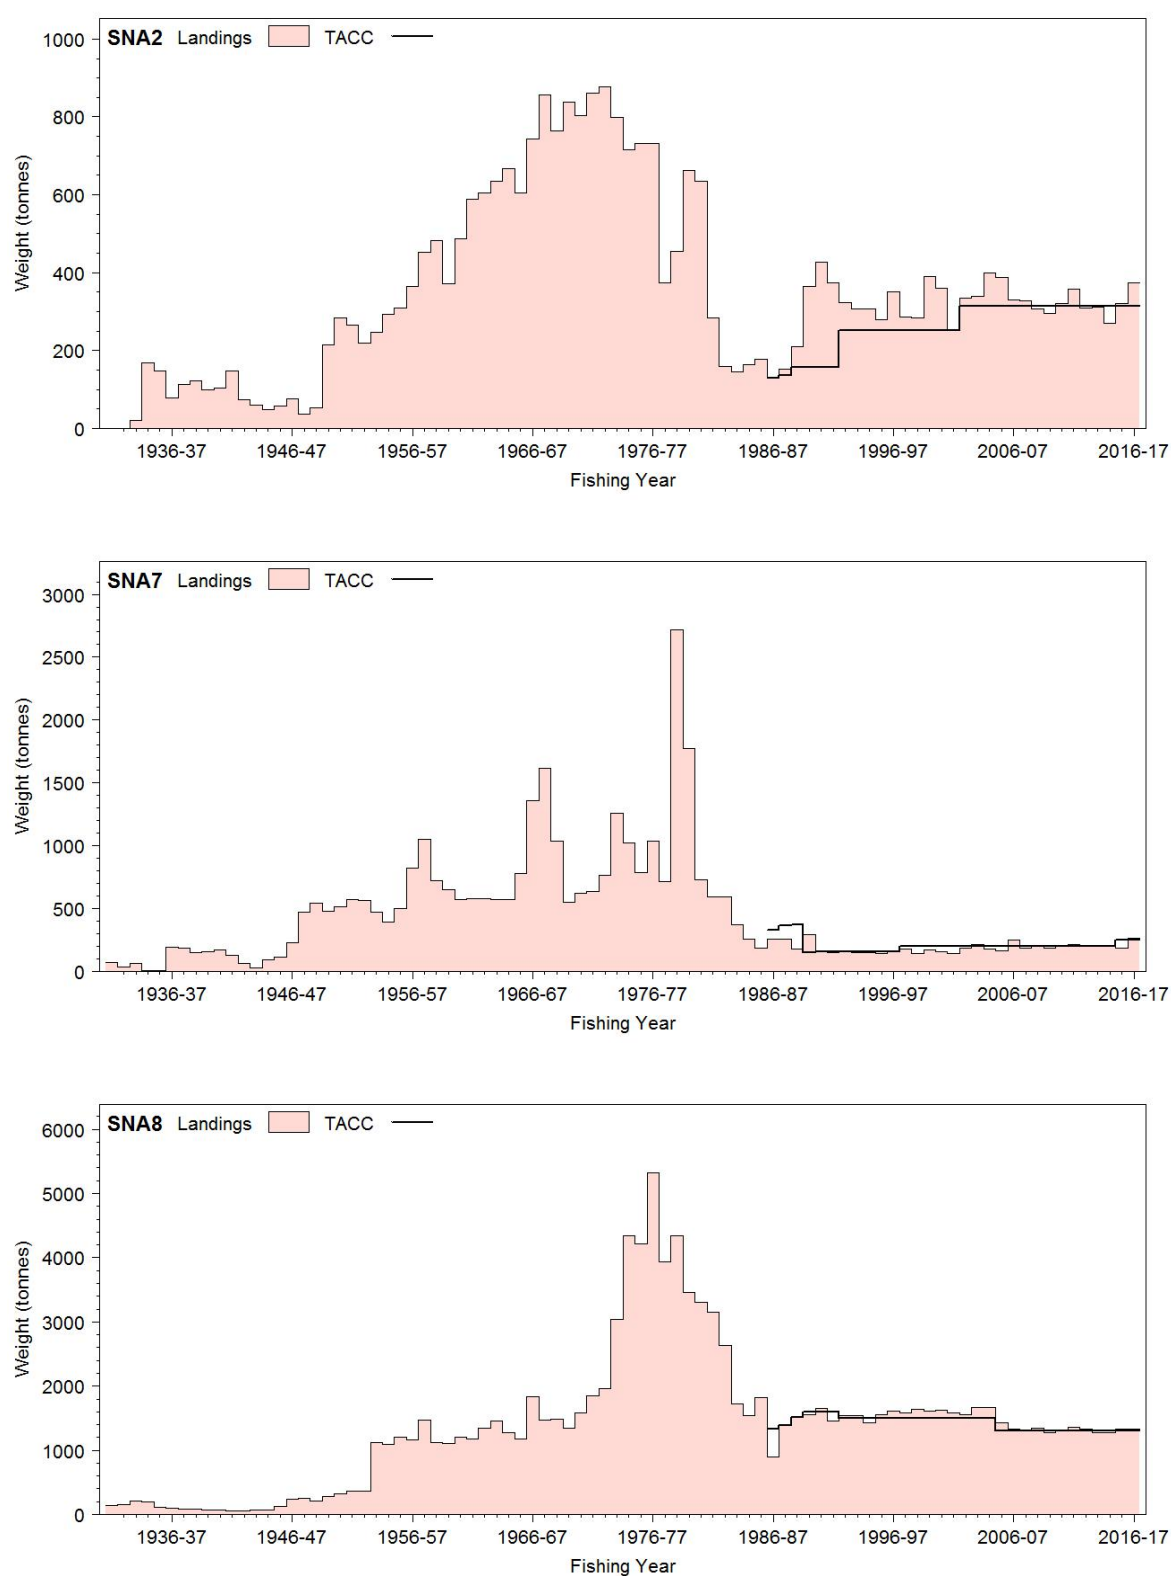 SNA2 Landings TACC
1000
800
600
400
200
0
Weight (tonnes)
1936-37 1946-47 1956-57 1966-67 1976-77 1986-87 1996-97 2006-07 2016-17
Fishing Year
SNA7 Landings TACC
3000
2500
2000
1500
1000
500
0
Weight (tonnes)
1936-37 1946-47 1956-57 1966-67 1976-77 1986-87 1996-97 2006-07 2016-17
Fishing Year
SNA8 Landings TACC
6000
5000
4000
3000
2000
1000
0
Weight (tonnes)
1936-37 1946-47 1956-57 1966-67 1976-77 1986-87 1996-97 2006-07 2016-17
Fishing Year